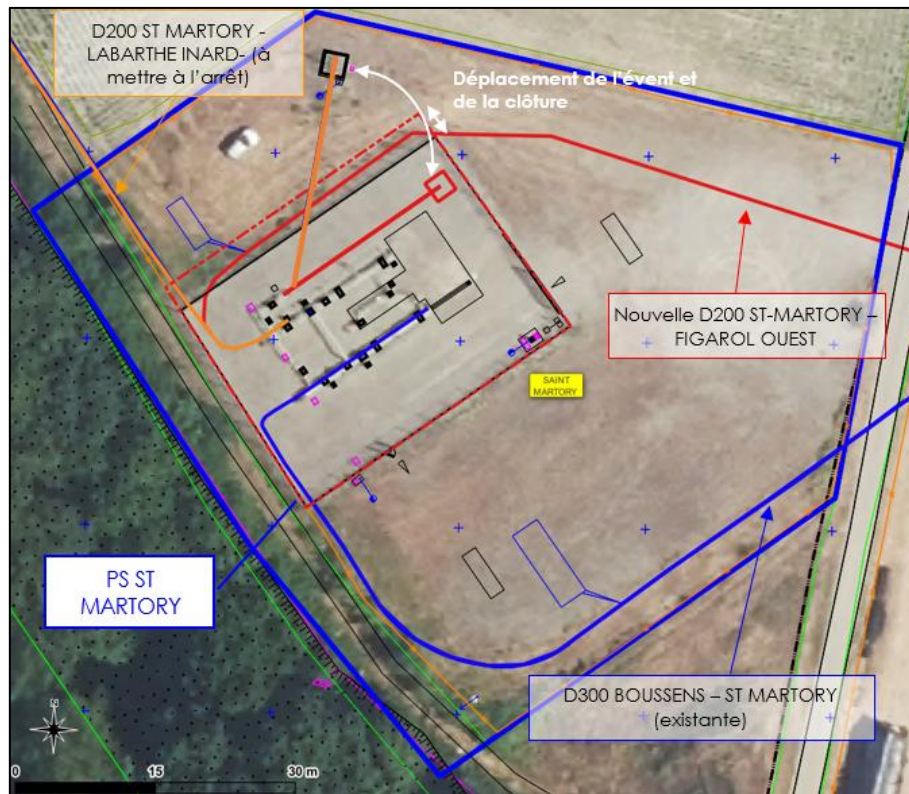 D200 ST MARTORY -
LABARTHE INARD- (à
mettre à l'arrêt)
Déplacement de l'évent et
de la clôture
Nouvelle D200 ST-MARTORY –
FIGAROL OUEST
SAINT
MARTORY
PS ST
MARTORY
D300 BOUSSENS – ST MARTORY
(existante)
N
0 15 30 m